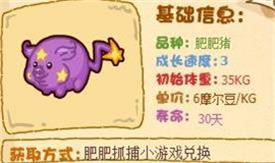 基础信息:
品种: 肥肥猪
成长速度: 3
初始体重: 35KG
单价: 6摩尔豆/KG
寿命: 30天
获取方式: 肥肥抓捕小游戏兑换